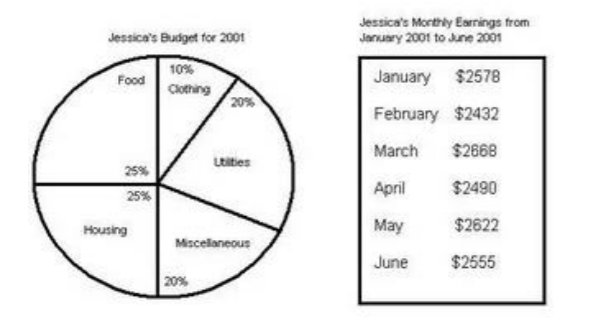 Jessica's Budget for 2001
Food
25%
10%
Clothing
20%
Utilities
25%
Housing
Miscellaneous
20%
Jessica's Monthly Earnings from
January 2001 to June 2001
January $2578
February $2432
March $2668
April $2490
May $2622
June $2555